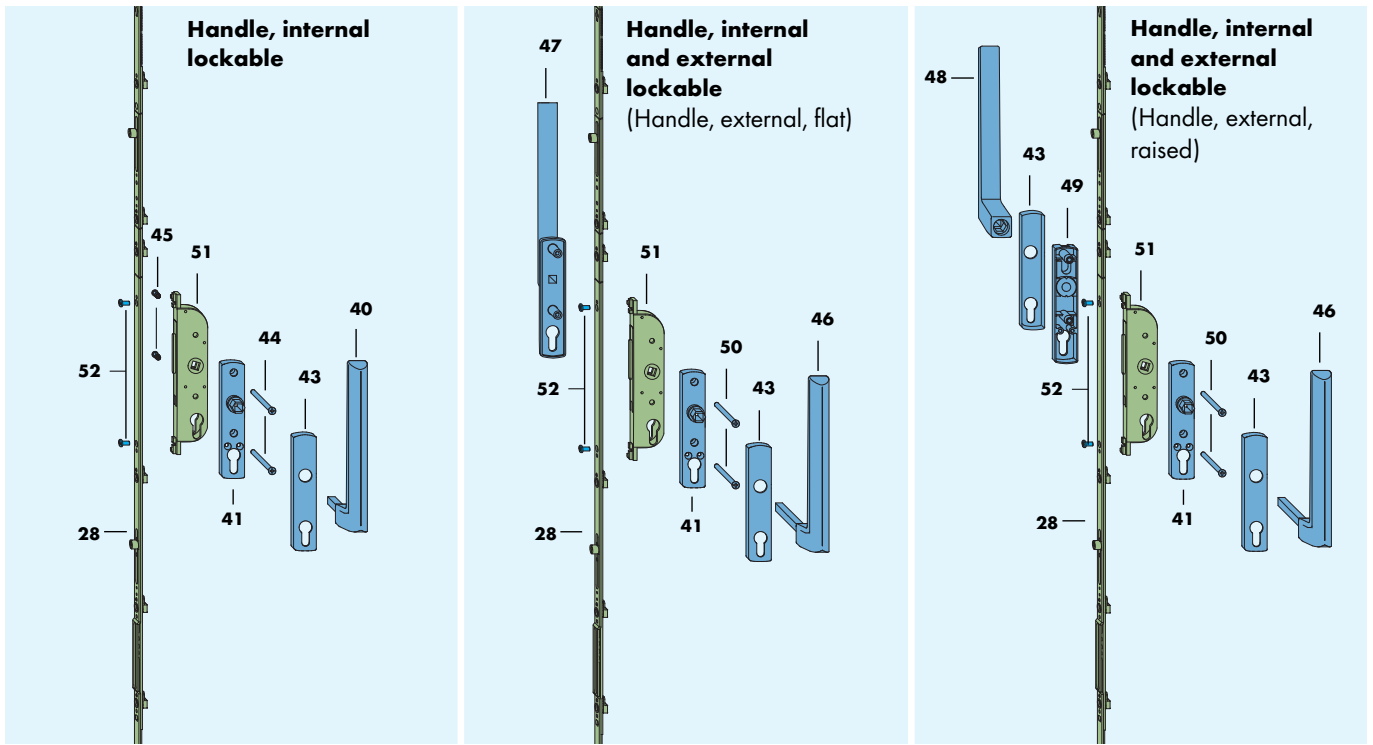 Handle, internal
lockable
45
51
40
44
43
52
41
28
Handle, internal
and external
lockable
(Handle, external, flat)
47
51
46
50
43
52
41
28
Handle, internal
and external
lockable
(Handle, external,
raised)
48
43
49
51
46
50
43
52
41
28